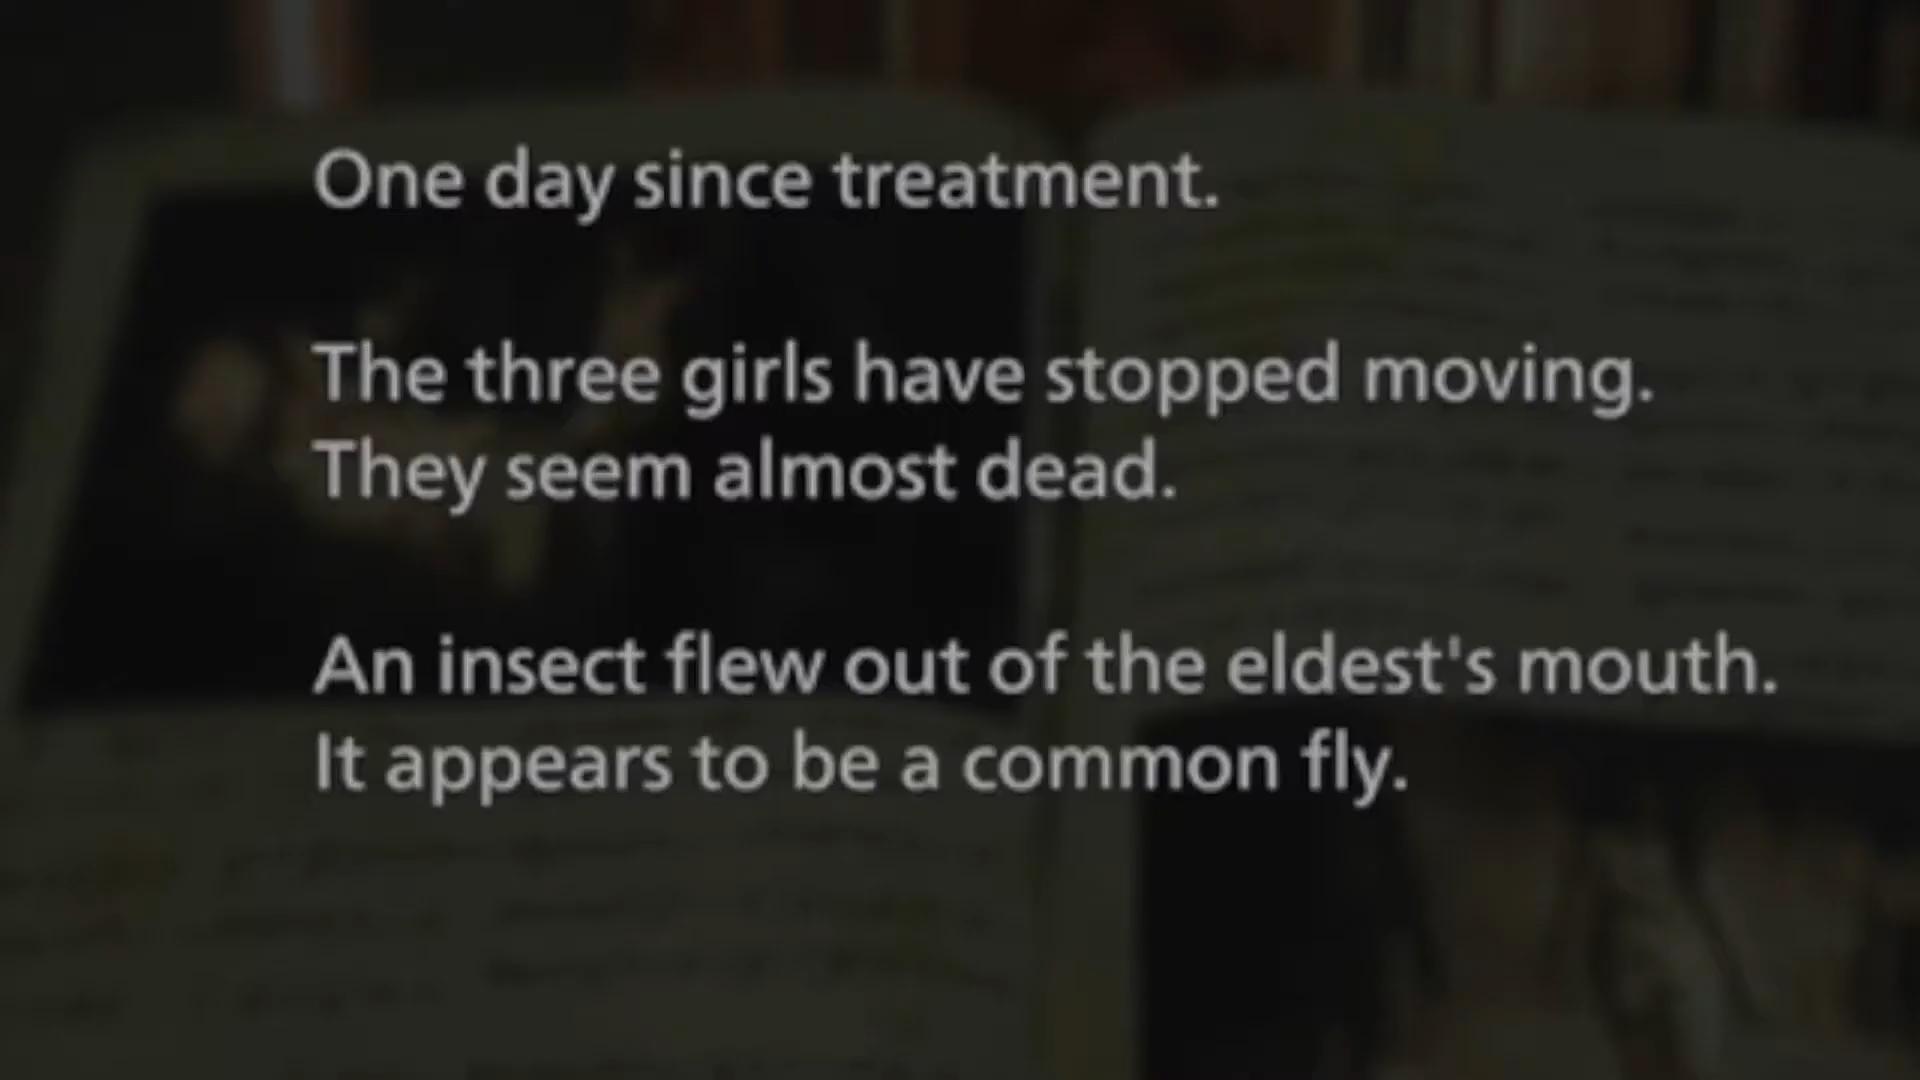 One day since treatment.
The three girls have stopped moving.
They seem almost dead.
An insect flew out of the eldest's mouth.
It appears to be a common fly.